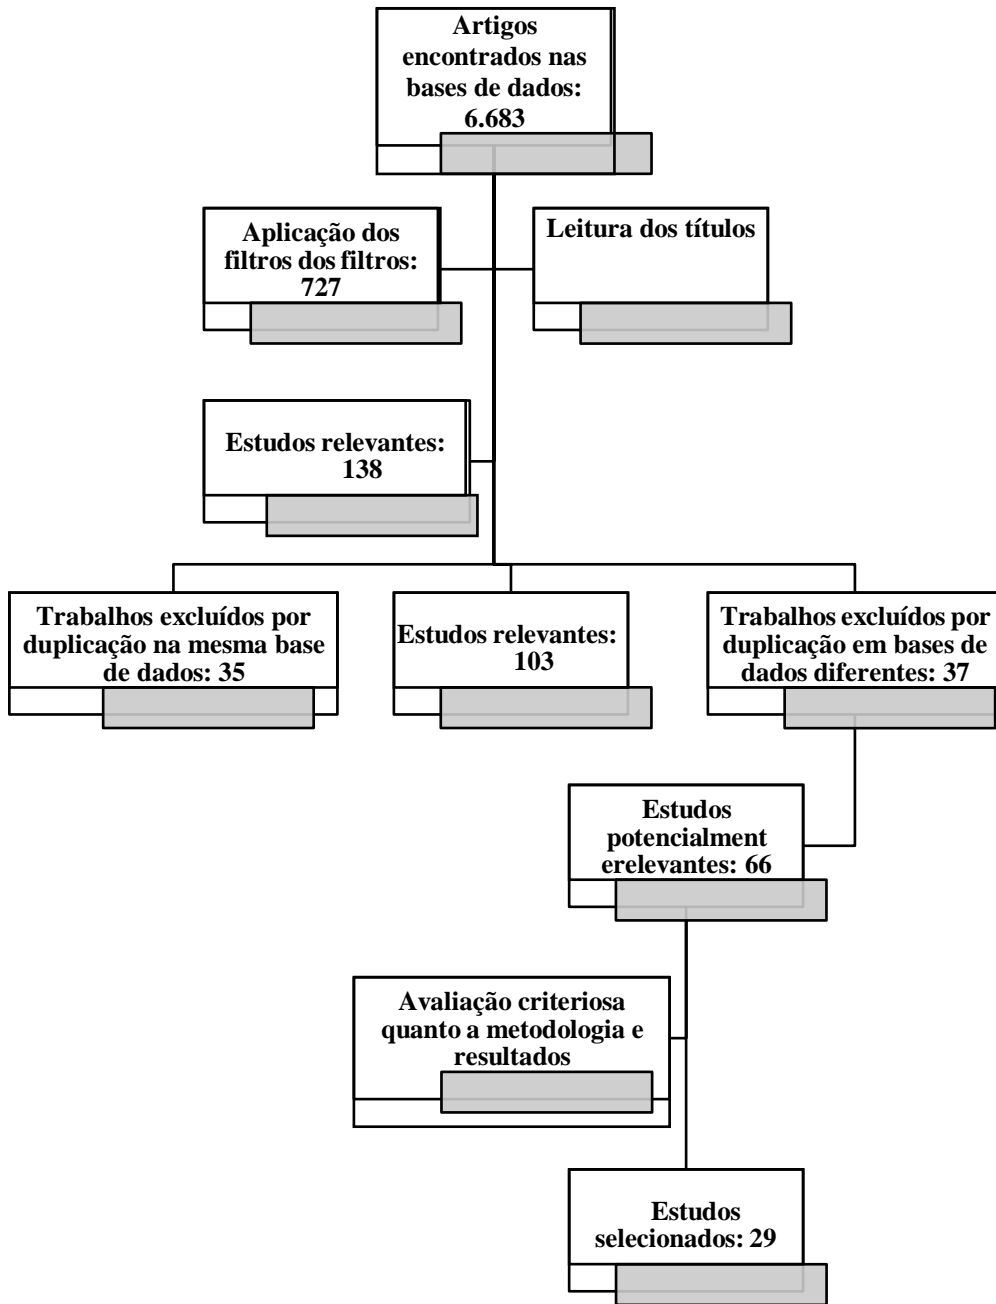 Artigos
encontrados nas
bases de dados:
6.683
Aplicação dos
filtros dos filtros:
727
Leitura dos títulos
Estudos relevantes:
138
Trabalhos excluídos por
duplicação na mesma base
de dados: 35
Estudos relevantes:
103
Trabalhos excluídos por
duplicação em bases de
dados diferentes: 37
Estudos
potencialment
erelevantes: 66
Avaliação criteriosa
quanto a metodologia e
resultados
Estudos
selecionados: 29